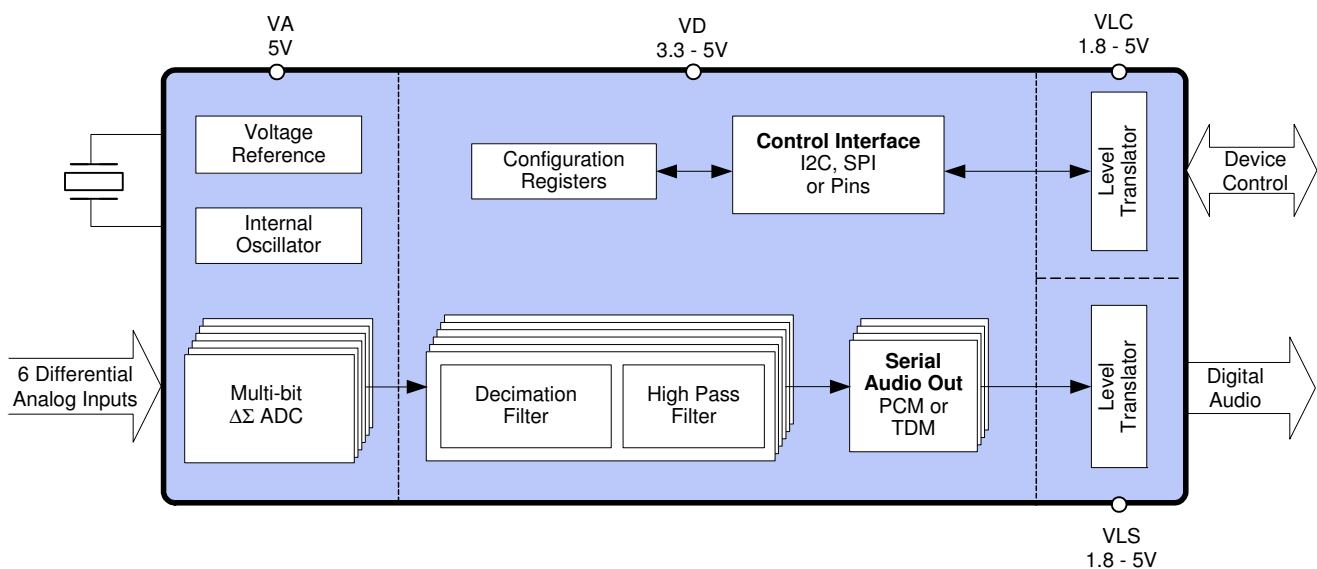 VA
5V
VD
3.3 - 5V
VLC
1.8 - 5V
Voltage
Reference
Internal
Oscillator
Configuration
Registers
Control Interface
I2C, SPI
or Pins
Level
Translator
Device
Control
6 Differential
Analog Inputs
Multi-bit
ΔΣ ADC
Decimation
Filter
High Pass
Filter
Serial
Audio Out
PCM or
TDM
Level
Translator
Digital
Audio
VLS
1.8 - 5V